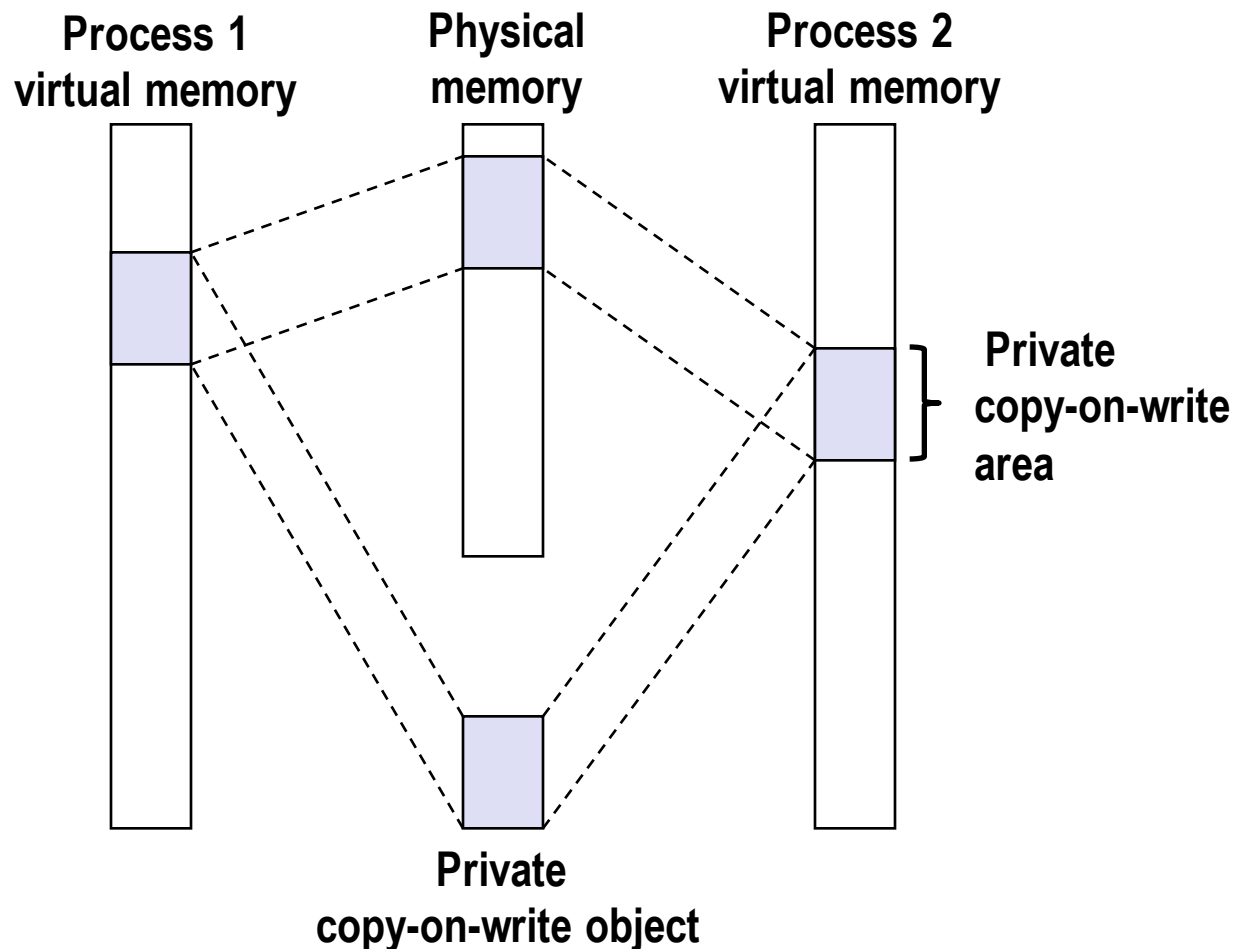 Process 1
virtual memory
Physical
memory
Process 2
virtual memory
Private
copy-on-write
area
Private
copy-on-write object